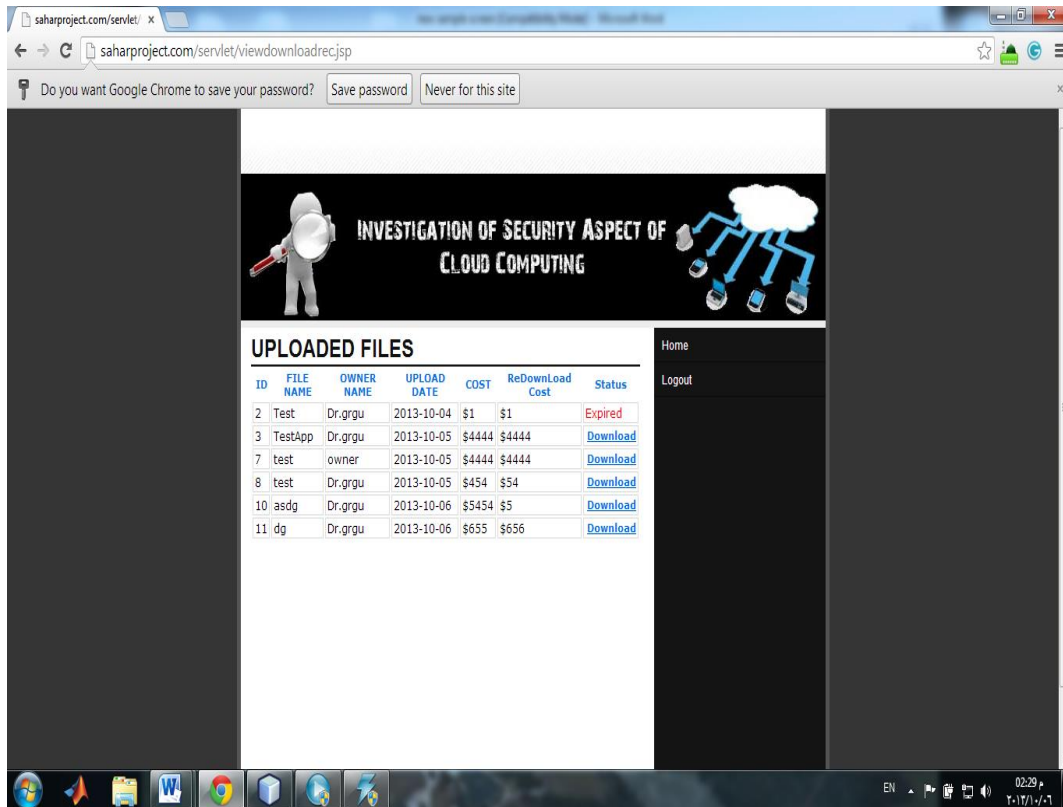 saharproject.com/servlet/
saharproject.com/servlet/viewdownloadrec.jsp
Do you want Google Chrome to save your password? Save password Never for this site
INVESTIGATION OF SECURITY ASPECT OF
CLOUD COMPUTING
UPLOADED FILES
Home
Logout
ID FILE NAME OWNER NAME UPLOAD DATE COST ReDownLoad Cost Status
2 Test Dr.grgu 2013-10-04 $1 $1 Expired
3 TestApp Dr.grgu 2013-10-05 $4444 $4444 Download
7 test owner 2013-10-05 $4444 $4444 Download
8 test Dr.grgu 2013-10-05 $454 $54 Download
10 asdg Dr.grgu 2013-10-06 $5454 $5 Download
11 dg Dr.grgu 2013-10-06 $655 $656 Download
EN
02:29 م
٢٠١٣/١٠/٠٦